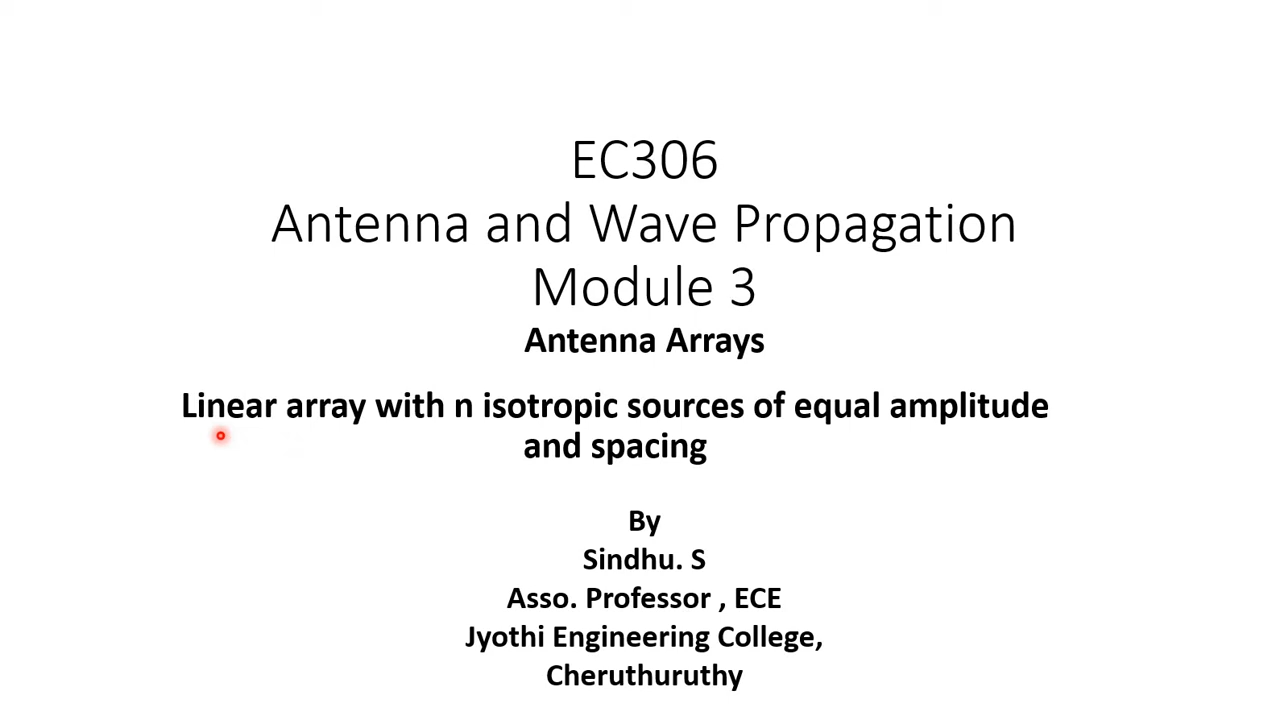 EC306
Antenna and Wave Propagation
Module 3
Antenna Arrays
Linear array with n isotropic sources of equal amplitude
and spacing
By
Sindhu. S
Asso. Professor , ECE
Jyothi Engineering College,
Cheruthuruthy